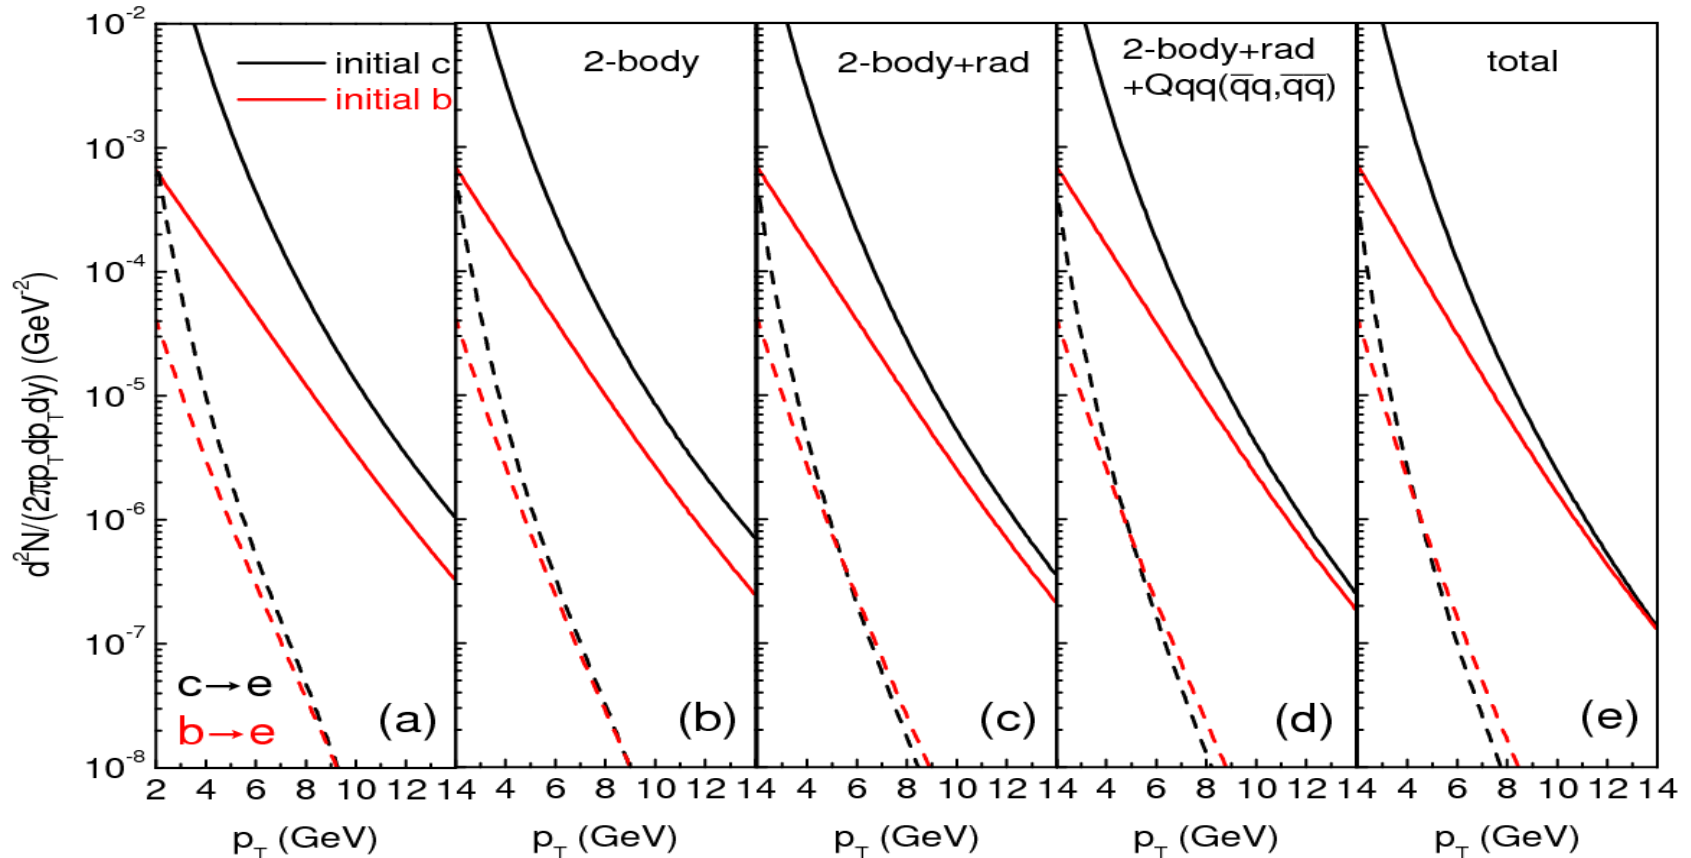 10⁻²
10⁻³
10⁻⁴
10⁻⁵
10⁻⁶
10⁻⁷
10⁻⁸
d²N/(2πp_Tdp_Tdy) (GeV⁻²)
initial c
initial b
c→e
b→e
(a)
2-body
(b)
2-body+rad
(c)
2-body+rad
+Qqq(q̅q,q̅q̅)
(d)
total
(e)
2 4 6 8 10 12 14 4 6 8 10 12 14 4 6 8 10 12 14 4 6 8 10 12 14 4 6 8 10 12 14
p_T (GeV) p_T (GeV) p_T (GeV) p_T (GeV) p_T (GeV)